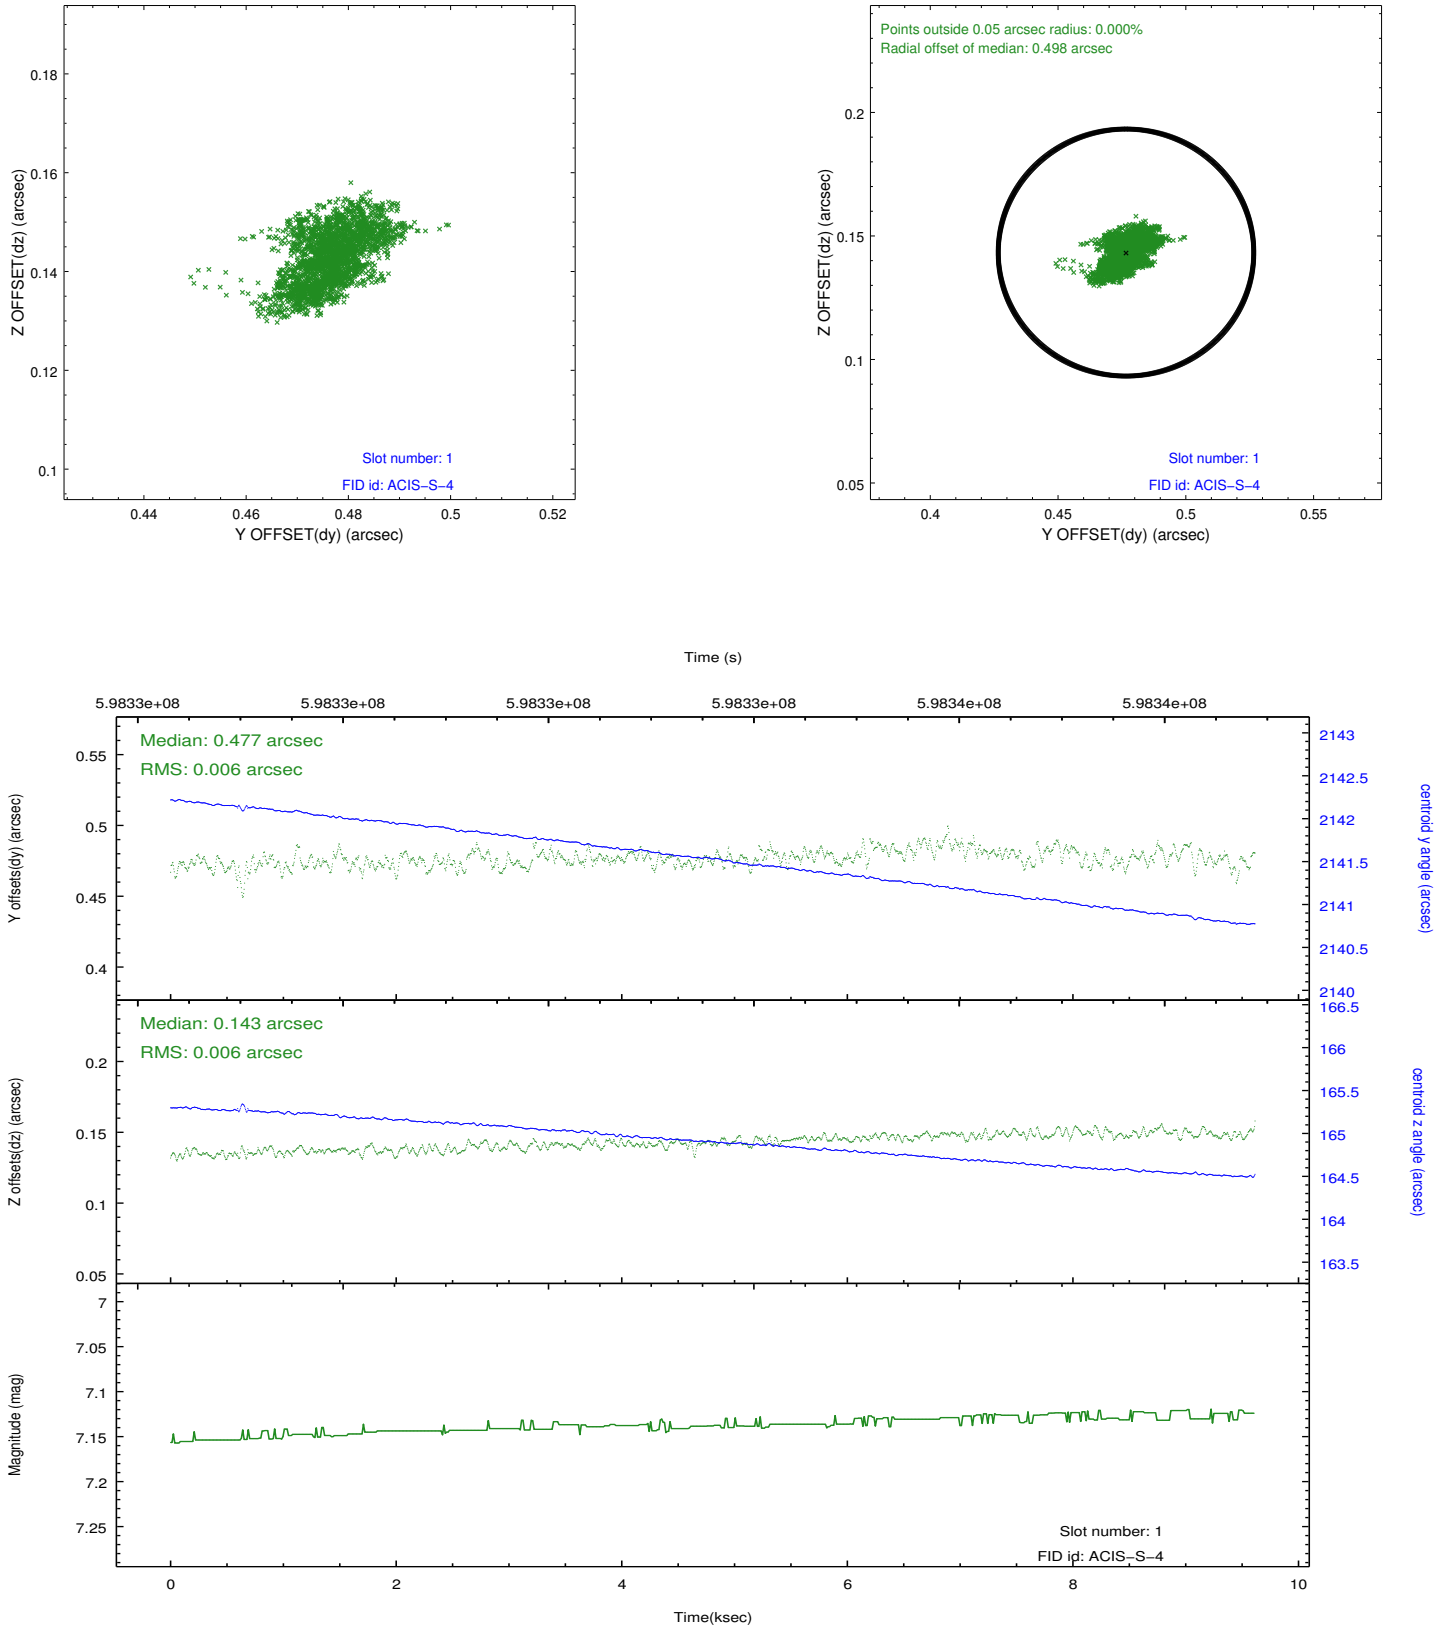 0.18
0.16
0.14
0.12
0.1
Z OFFSET(dz) (arcsec)
Slot number: 1
FID id: ACIS−S−4
0.44 0.46 0.48 0.5 0.52
Y OFFSET(dy) (arcsec)
Points outside 0.05 arcsec radius: 0.000%
Radial offset of median: 0.498 arcsec
0.2
0.15
0.1
0.05
Z OFFSET(dz) (arcsec)
Slot number: 1
FID id: ACIS−S−4
0.4 0.45 0.5 0.55
Y OFFSET(dy) (arcsec)
Time (s)
5.9833e+08 5.9833e+08 5.9833e+08 5.9833e+08 5.9834e+08 5.9834e+08
Median: 0.477 arcsec
RMS: 0.006 arcsec
0.55
0.5
0.45
0.4
Y offsets(dy) (arcsec)
2143
2142.5
2142
2141.5
2141
2140.5
2140
centroid y angle (arcsec)
Median: 0.143 arcsec
RMS: 0.006 arcsec
0.2
0.15
0.1
0.05
Z offsets(dz) (arcsec)
166.5
166
165.5
165
164.5
164
163.5
centroid z angle (arcsec)
7
7.05
7.1
7.15
7.2
7.25
Magnitude (mag)
Slot number: 1
FID id: ACIS−S−4
0 2 4 6 8 10
Time(ksec)